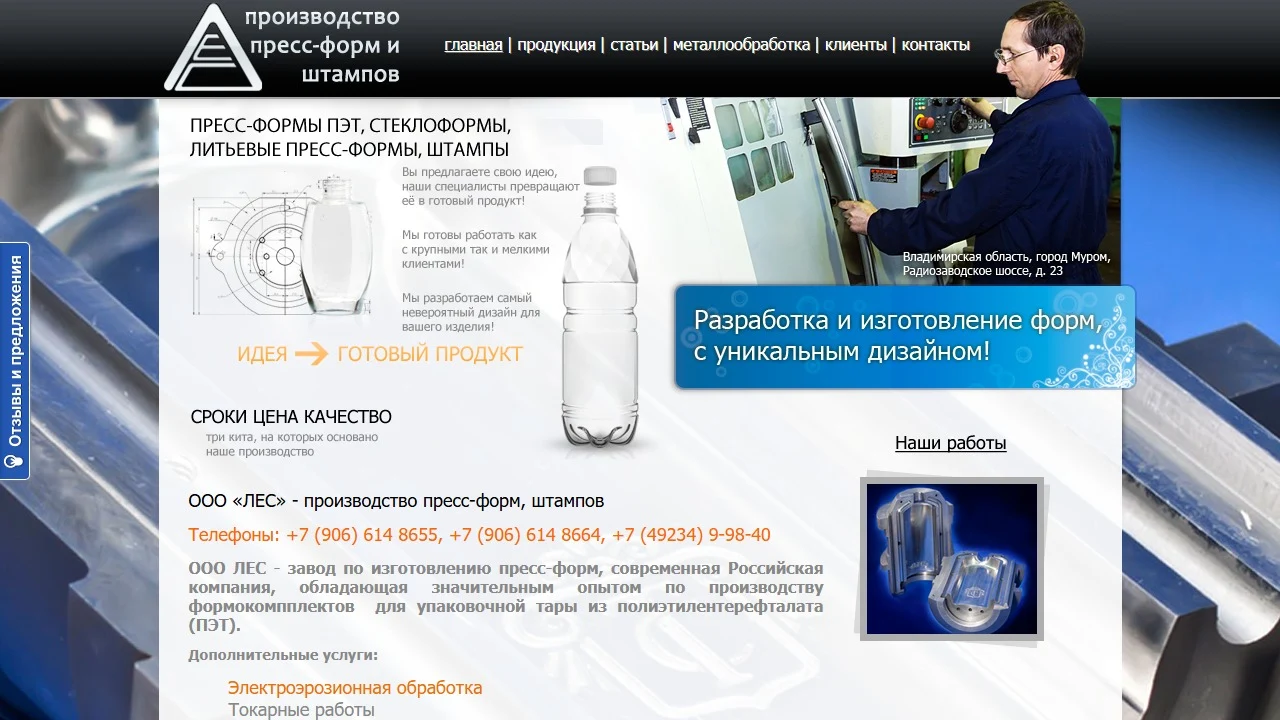 производство
пресс-форм и
штампов
главная | продукция | статьи | металлообработка | клиенты | контакты
ПРЕСС-ФОРМЫ ПЭТ, СТЕКЛОФОРМЫ,
ЛИТЬЕВЫЕ ПРЕСС-ФОРМЫ, ШТАМПЫ
Вы предлагаете свою идею,
наши специалисты превращают
её в готовый продукт!
Мы готовы работать как
с крупными так и мелкими
клиентами!
Мы разработаем самый
невероятный дизайн для
вашего изделия!
ИДЕЯ ГОТОВЫЙ ПРОДУКТ
Владимирская область, город Муром,
Радиозаводское шоссе, д. 23
Разработка и изготовление форм,
с уникальным дизайном!
Отзывы и предложения
СРОКИ ЦЕНА КАЧЕСТВО
три кита, на которых основано
наше производство
Наши работы
ООО «ЛЕС» - производство пресс-форм, штампов
Телефоны: +7 (906) 614 8655, +7 (906) 614 8664, +7 (49234) 9-98-40
ООО ЛЕС - завод по изготовлению пресс-форм, современная Российская
компания, обладающая значительным опытом по производству
формокомпплектов для упаковочной тары из полиэтилентерефталата
(ПЭТ).
Дополнительные услуги:
Электроэрозионная обработка
Токарные работы